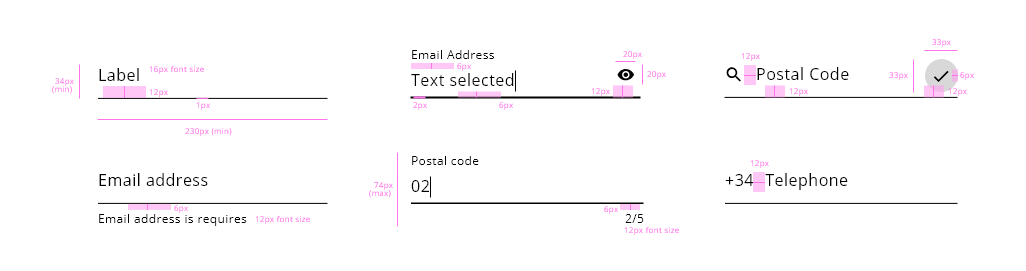 34px
(min)
Label
16px font size
12px
1px
230px (min)
Email Address
6px
Text selected
20px
20px
12px
2px
6px
12px
Postal Code
33px
33px
6px
12px
12px
Email address
6px
Email address is requires
12px font size
74px
(max)
Postal code
02
6px
2/5
12px font size
12px
+34 Telephone